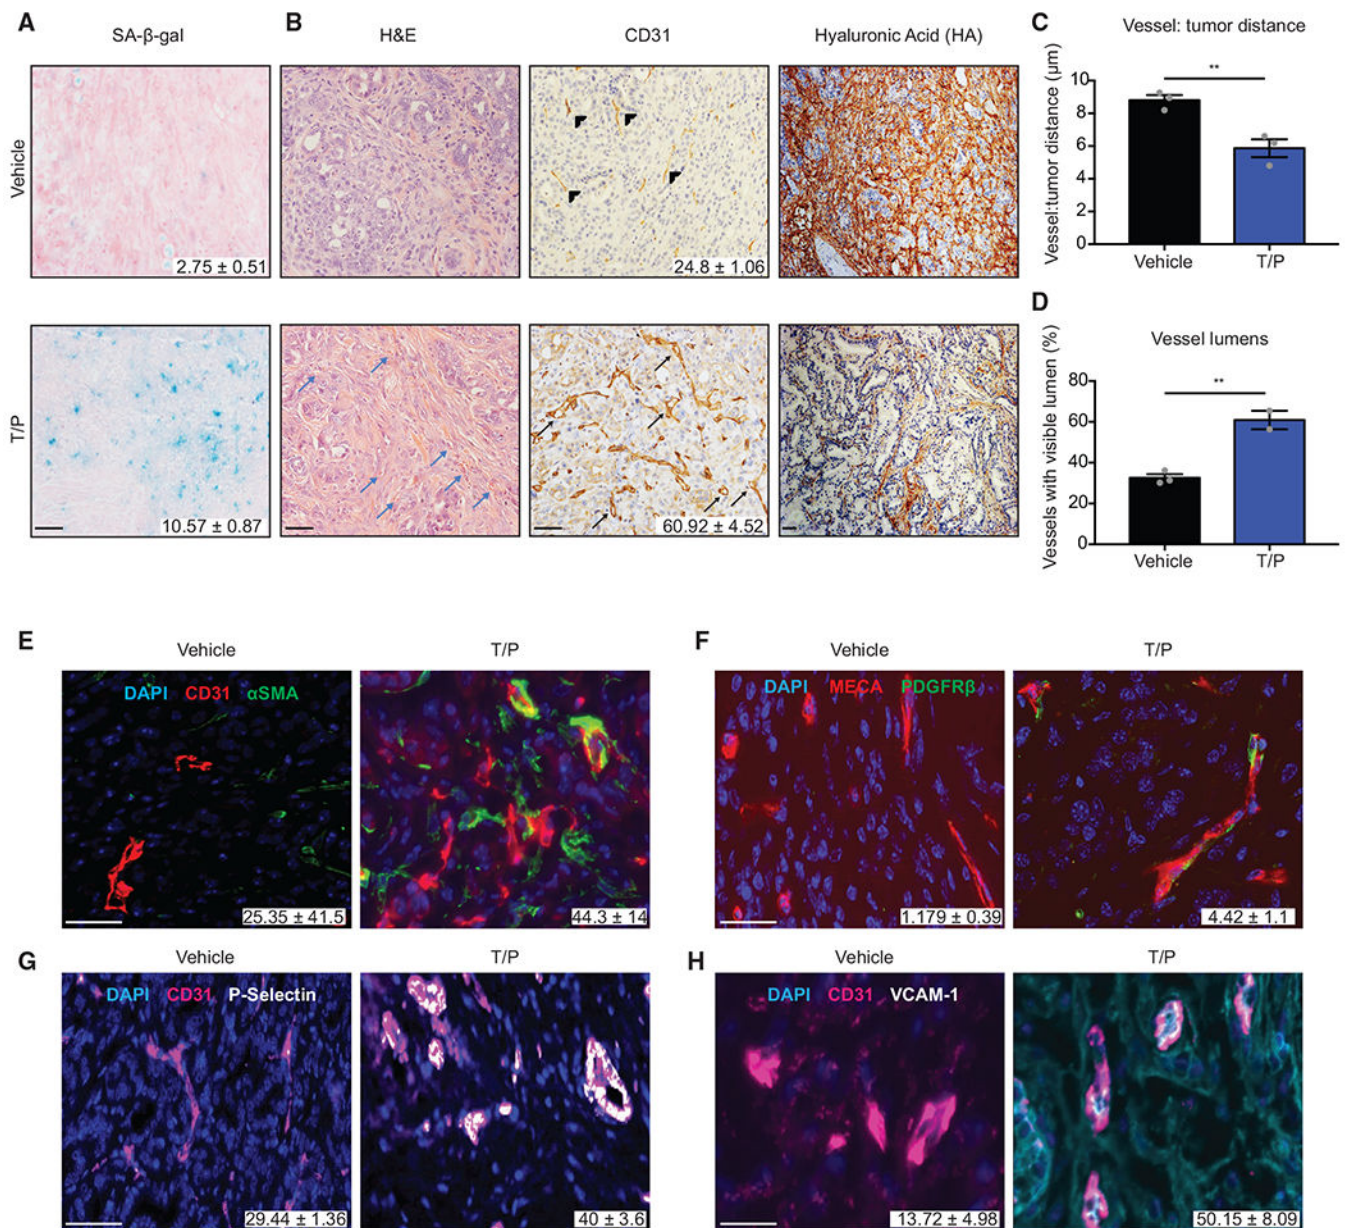 A
SA-β-gal
B
H&E
CD31
Hyaluronic Acid (HA)
Vehicle
2.75 ± 0.51
24.8 ± 1.06
T/P
10.57 ± 0.87
60.92 ± 4.52
C
Vessel: tumor distance
Vessel:tumor distance (μm)
10
8
6
4
2
0
**
Vehicle
T/P
D
Vessel lumens
Vessels with visible lumen (%)
80
60
40
20
0
**
Vehicle
T/P
E
Vehicle
T/P
DAPI CD31 αSMA
25.35 ± 41.5
44.3 ± 14
F
Vehicle
T/P
DAPI MECA PDGFRβ
1.179 ± 0.39
4.42 ± 1.1
G
Vehicle
T/P
DAPI CD31 P-Selectin
29.44 ± 1.36
40 ± 3.6
H
Vehicle
T/P
DAPI CD31 VCAM-1
13.72 ± 4.98
50.15 ± 8.09